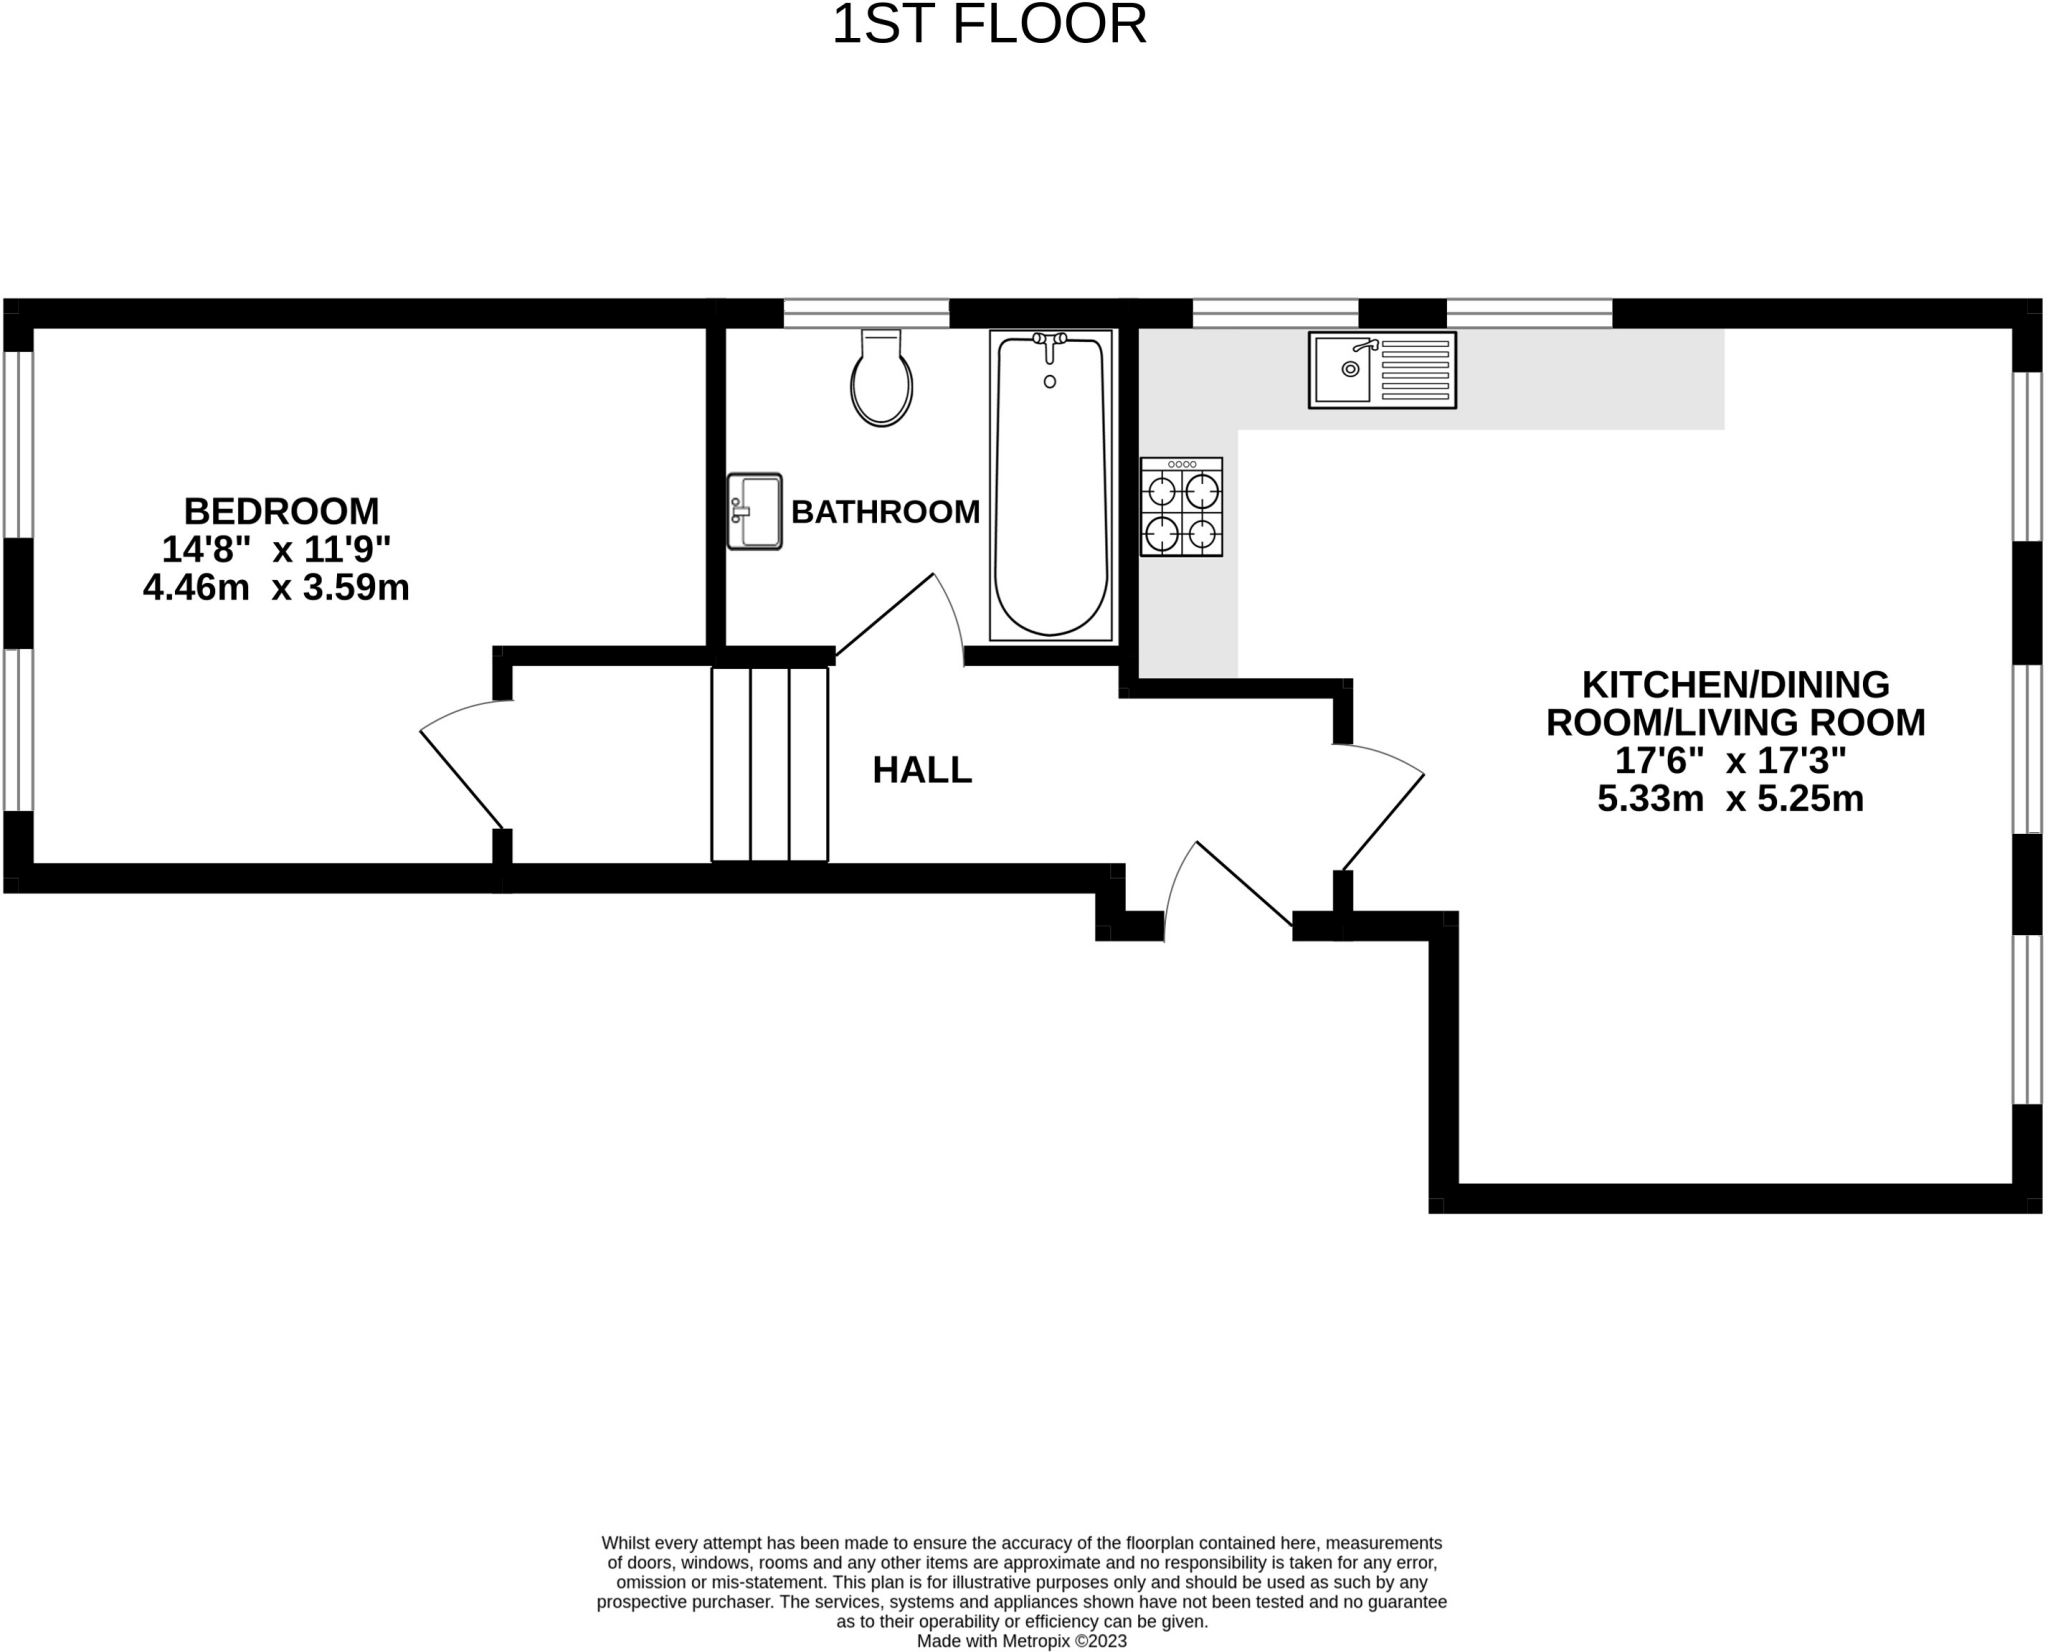 1ST FLOOR
BEDROOM
14'8" x 11'9"
4.46m x 3.59m
BATHROOM
HALL
KITCHEN/DINING
ROOM/LIVING ROOM
17'6" x 17'3"
5.33m x 5.25m
Whilst every attempt has been made to ensure the accuracy of the floorplan contained here, measurements
of doors, windows, rooms and any other items are approximate and no responsibility is taken for any error,
omission or mis-statement. This plan is for illustrative purposes only and should be used as such by any
prospective purchaser. The services, systems and appliances shown have not been tested and no guarantee
as to their operability or efficiency can be given.
Made with Metropix ©2023